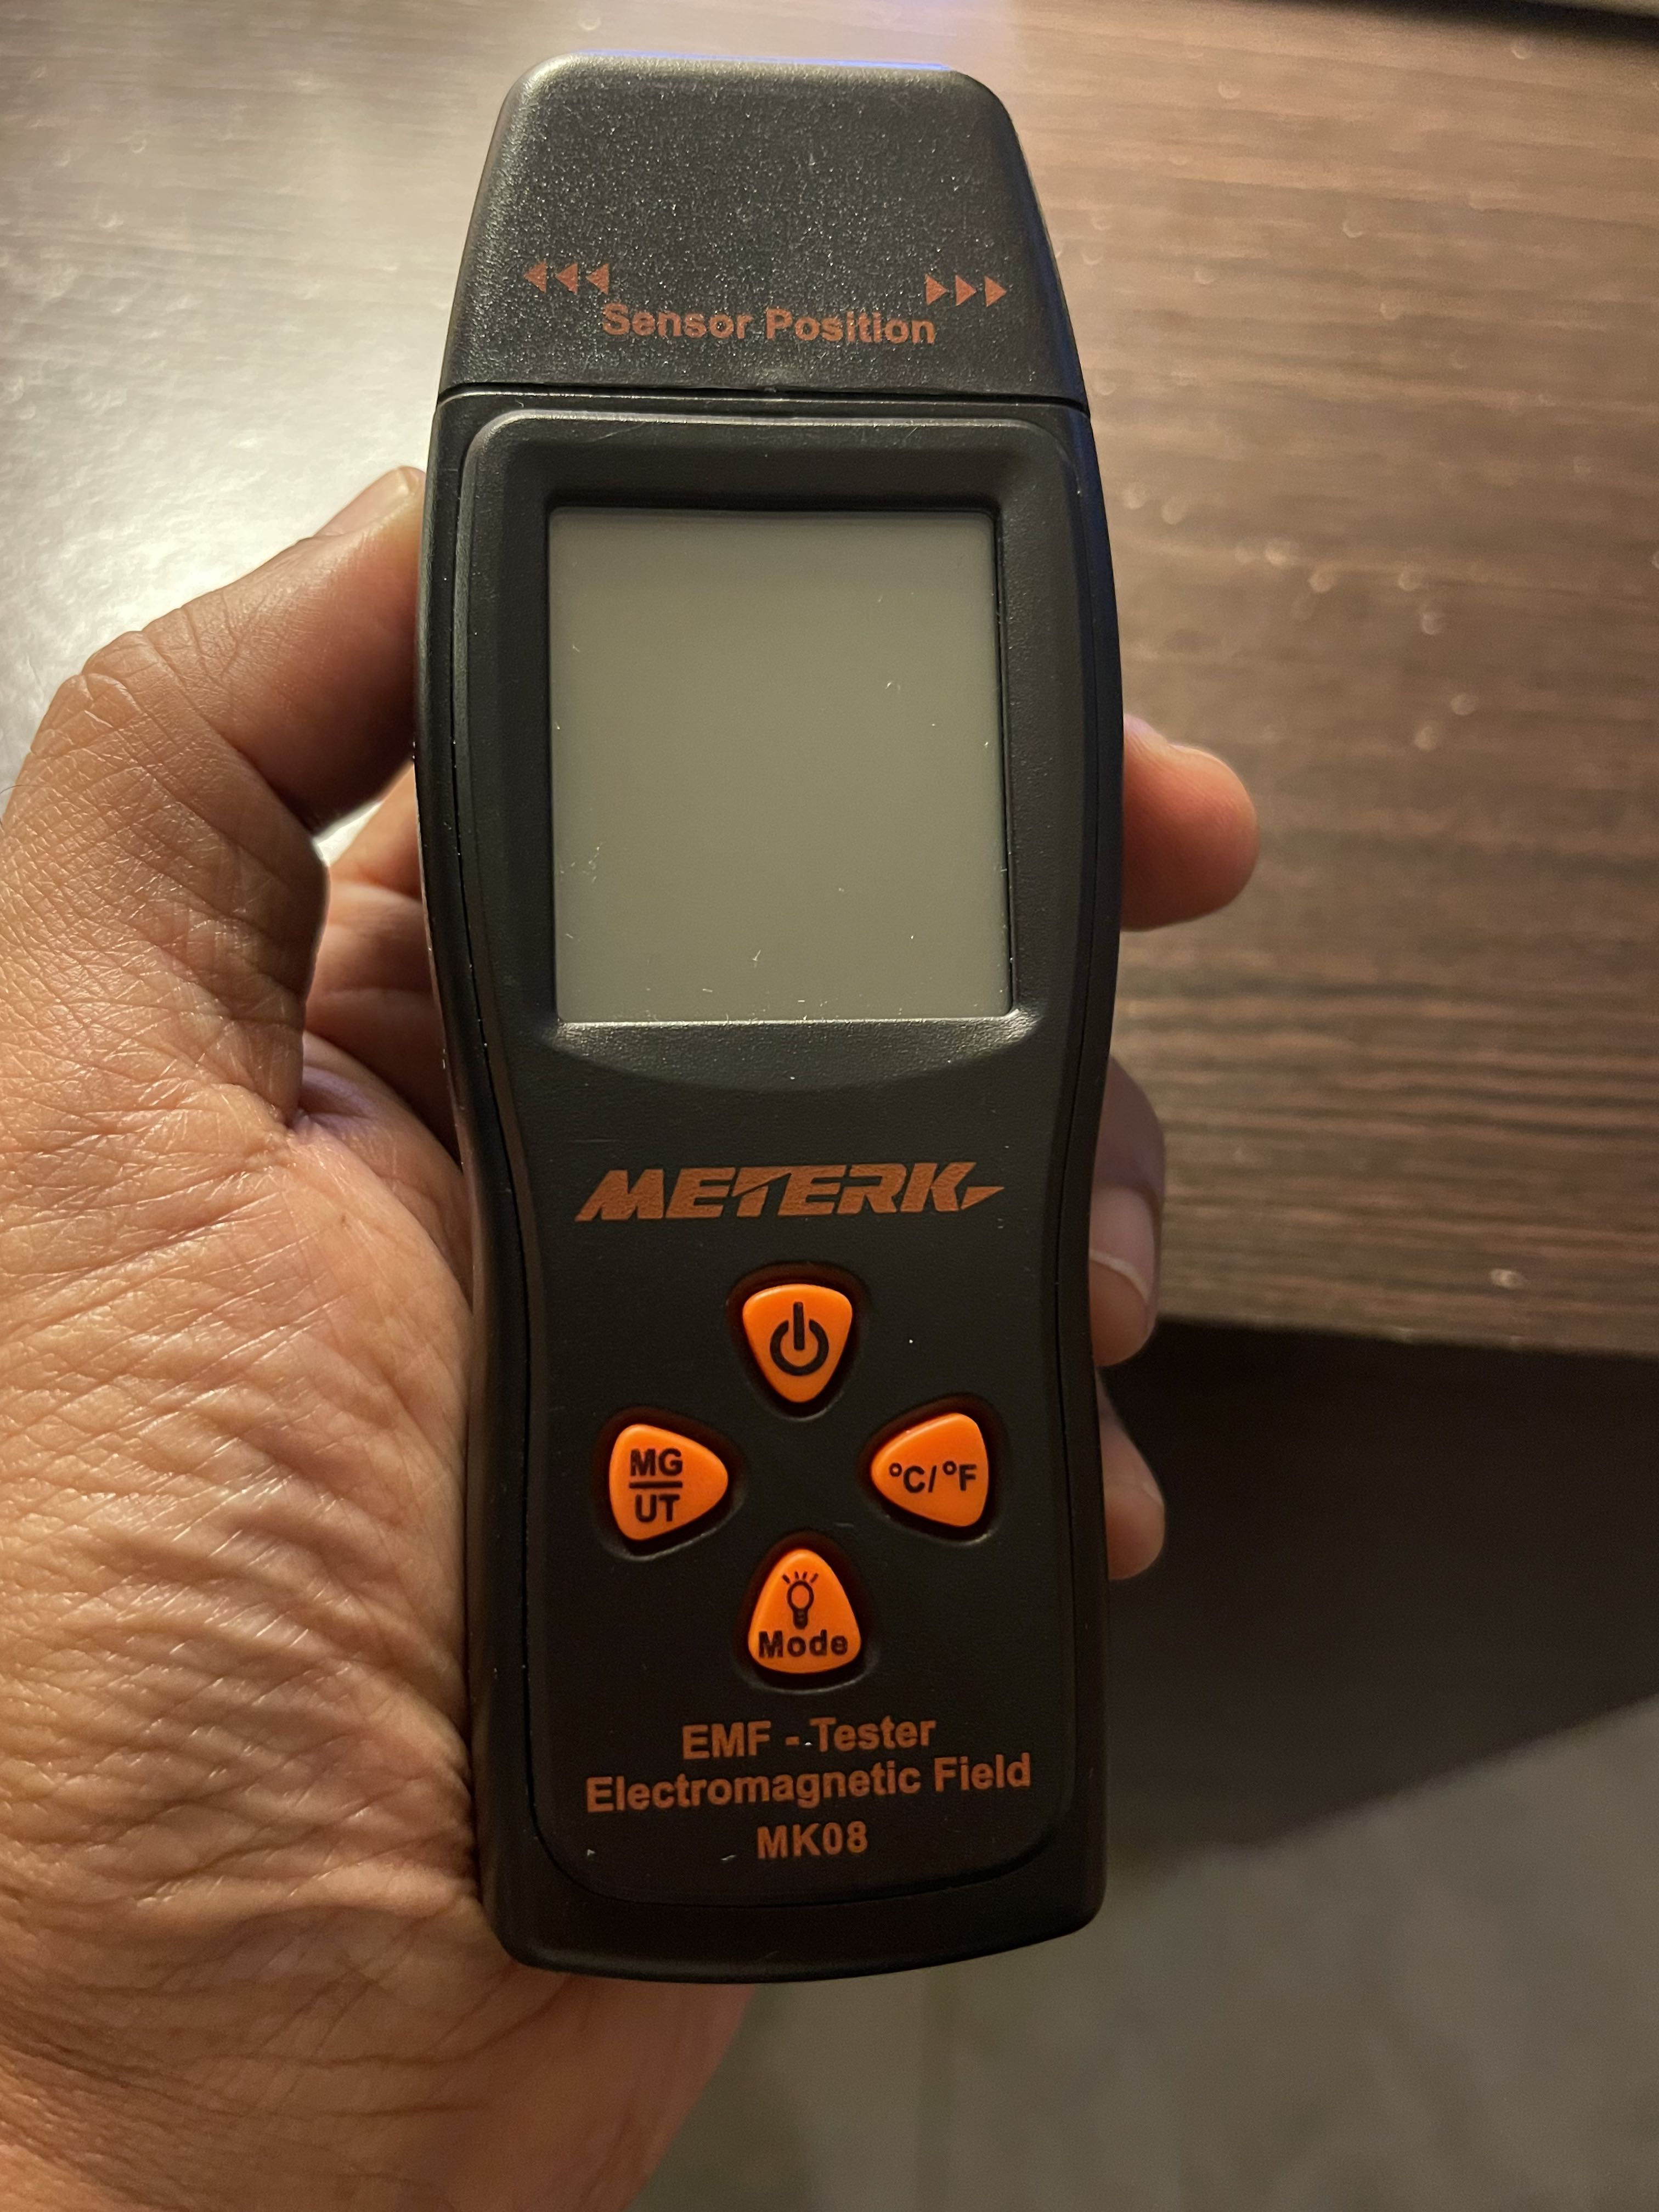 Sensor Position
METERK
MG
UT
°C/°F
Mode
EMF - Tester
Electromagnetic Field
MK08